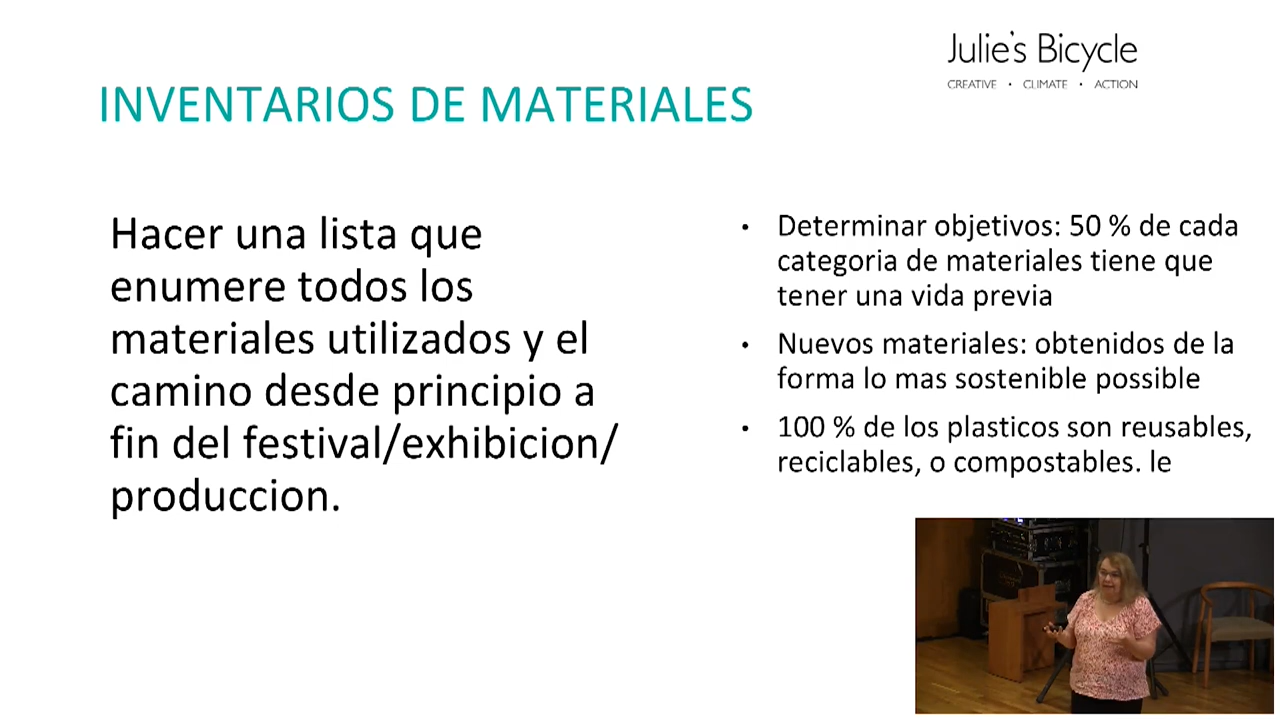 Julie's Bicycle
CREATIVE • CLIMATE • ACTION
INVENTARIOS DE MATERIALES
Hacer una lista que
enumere todos los
materiales utilizados y el
camino desde principio a
fin del festival/exhibicion/
produccion.
• Determinar objetivos: 50 % de cada
categoria de materiales tiene que
tener una vida previa
• Nuevos materiales: obtenidos de la
forma lo mas sostenible possible
• 100 % de los plasticos son reusables,
reciclables, o compostables. le